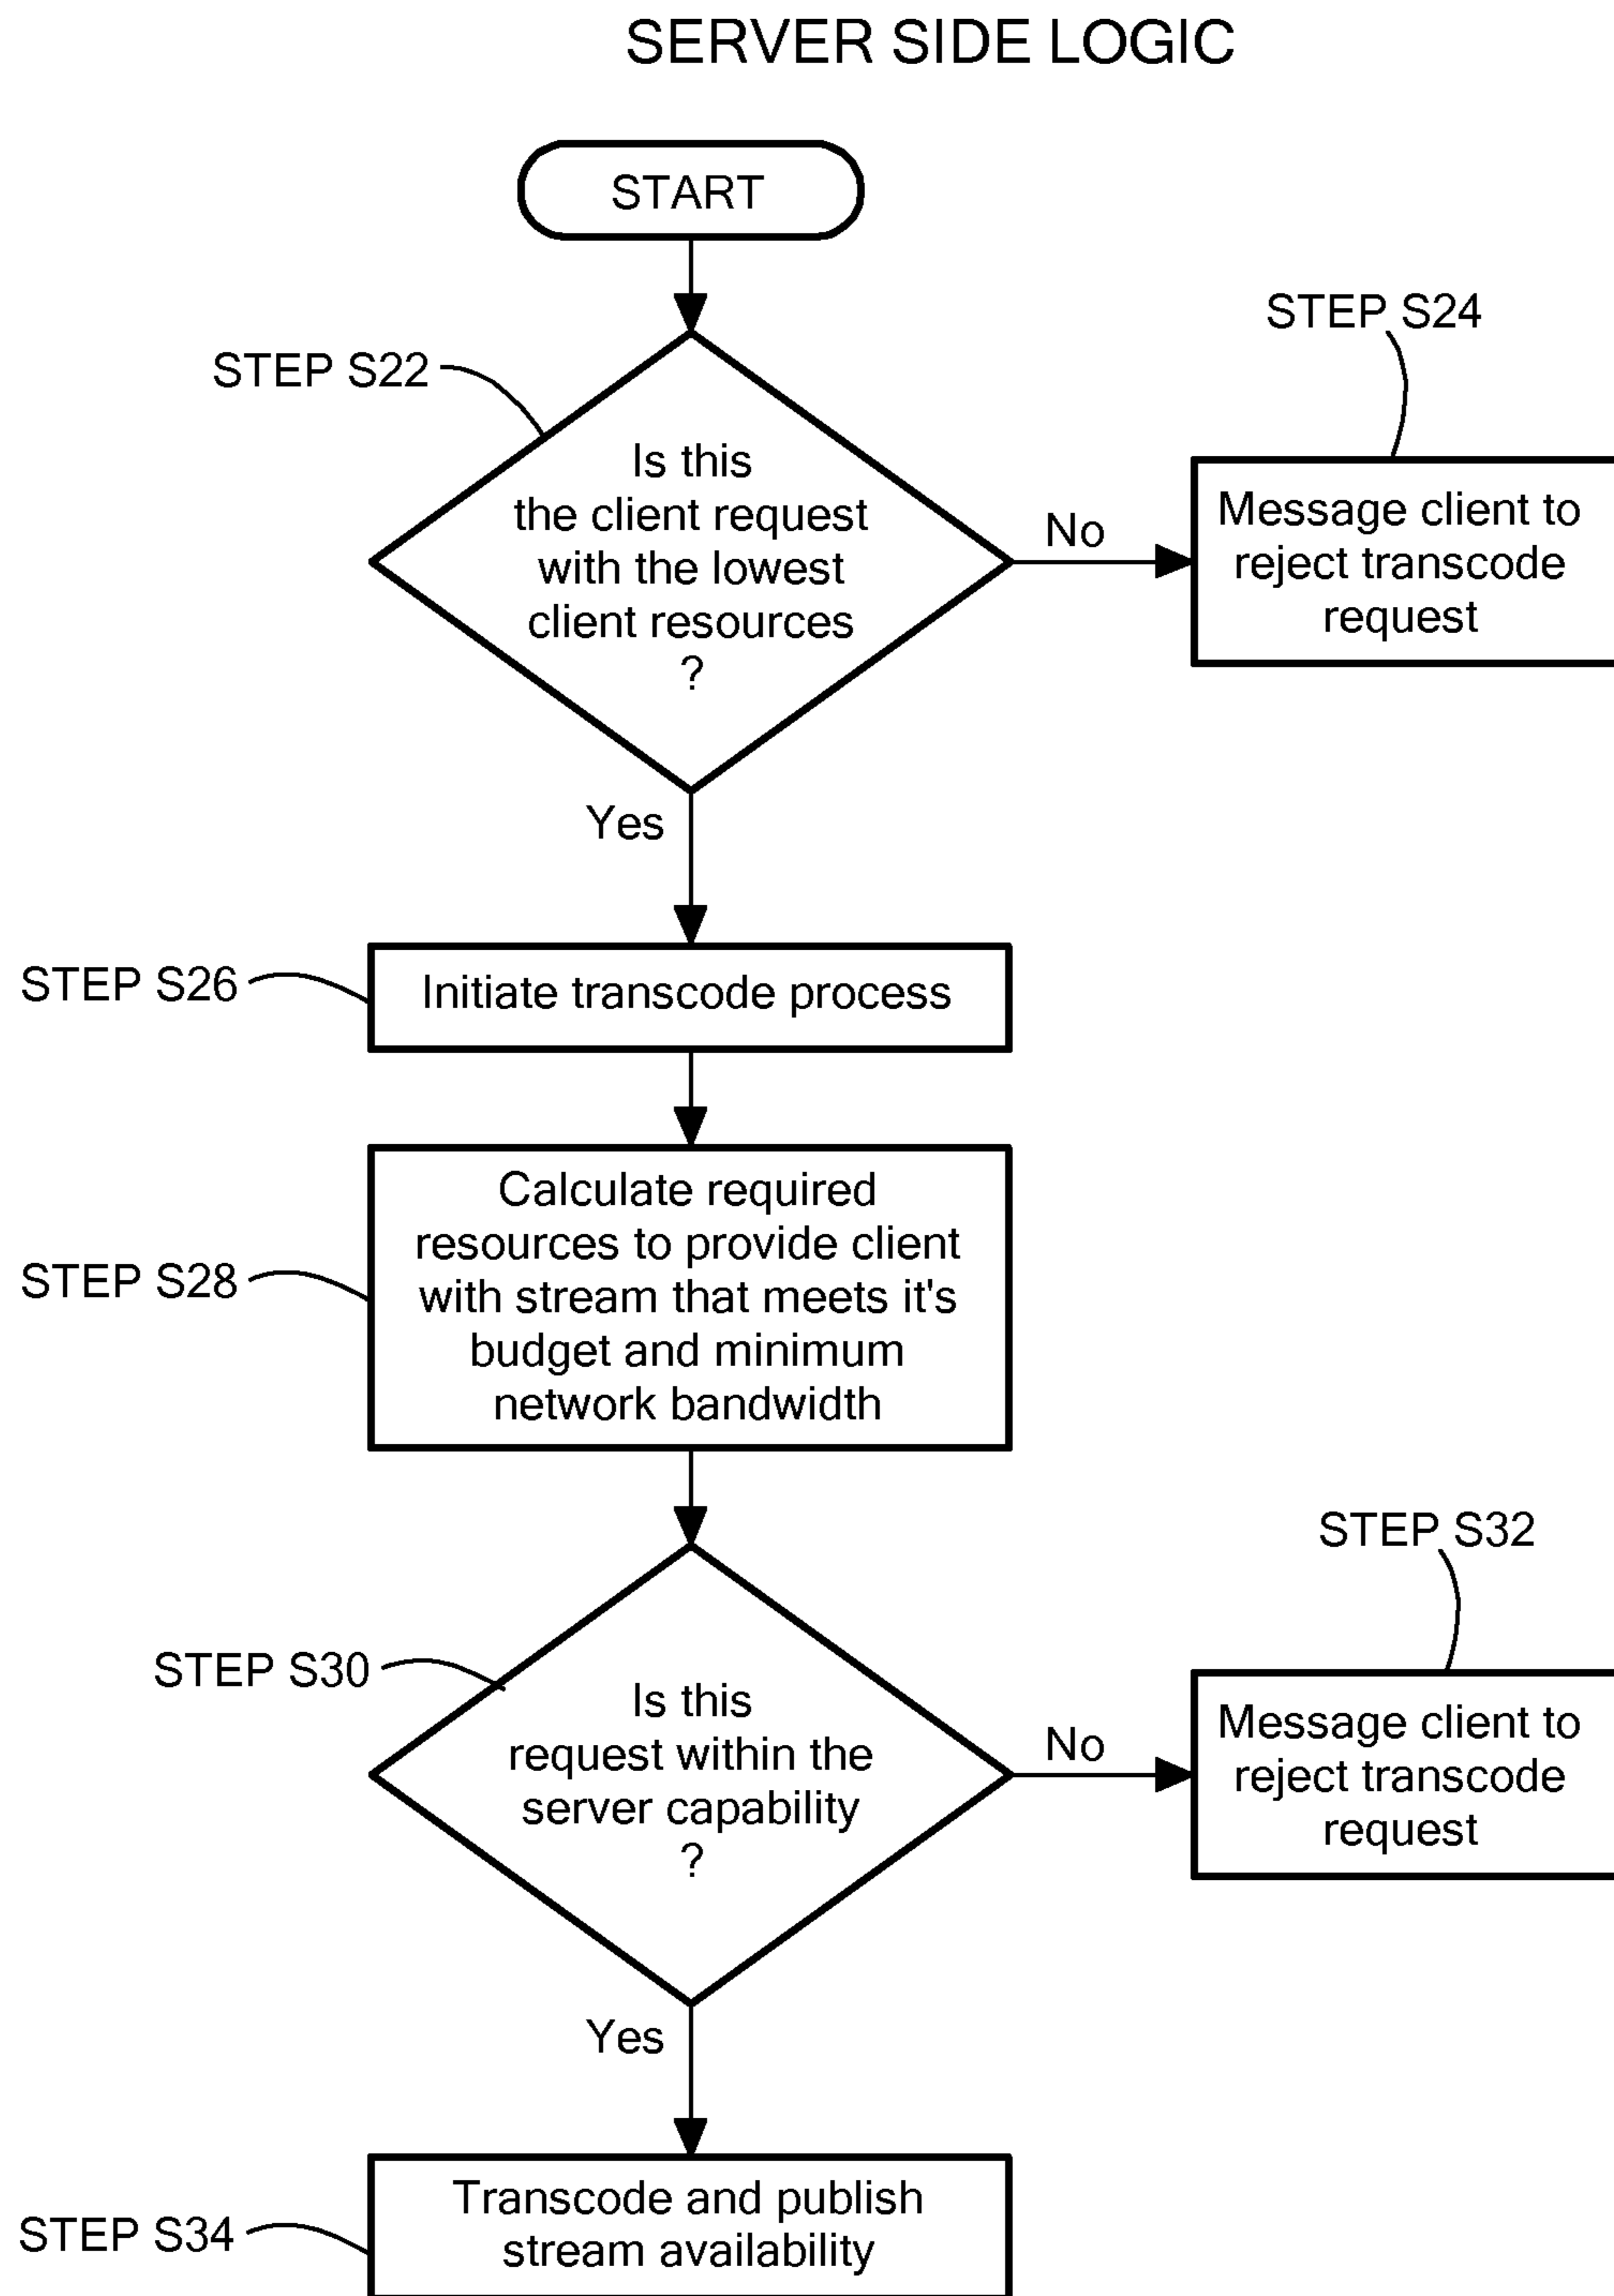 SERVER SIDE LOGIC
START
STEP S22
STEP S24
Is this
the client request
with the lowest
client resources
?
No
Message client to
reject transcode
request
Yes
STEP S26
Initiate transcode process
STEP S28
Calculate required
resources to provide client
with stream that meets it's
budget and minimum
network bandwidth
STEP S32
STEP S30
Is this
request within the
server capability
?
No
Message client to
reject transcode
request
Yes
STEP S34
Transcode and publish
stream availability